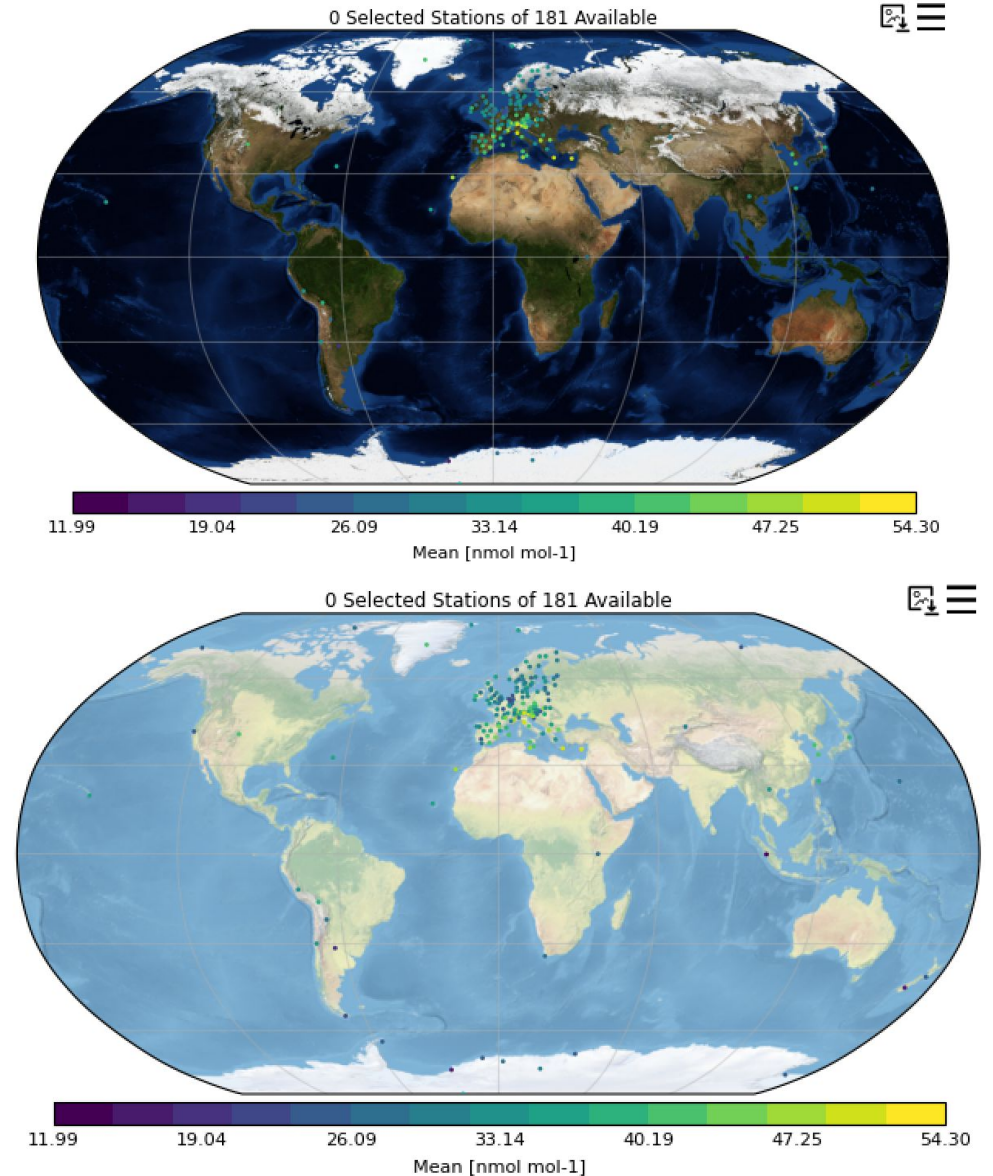 0 Selected Stations of 181 Available
11.99 19.04 26.09 33.14 40.19 47.25 54.30
Mean [nmol mol-1]
0 Selected Stations of 181 Available
11.99 19.04 26.09 33.14 40.19 47.25 54.30
Mean [nmol mol-1]